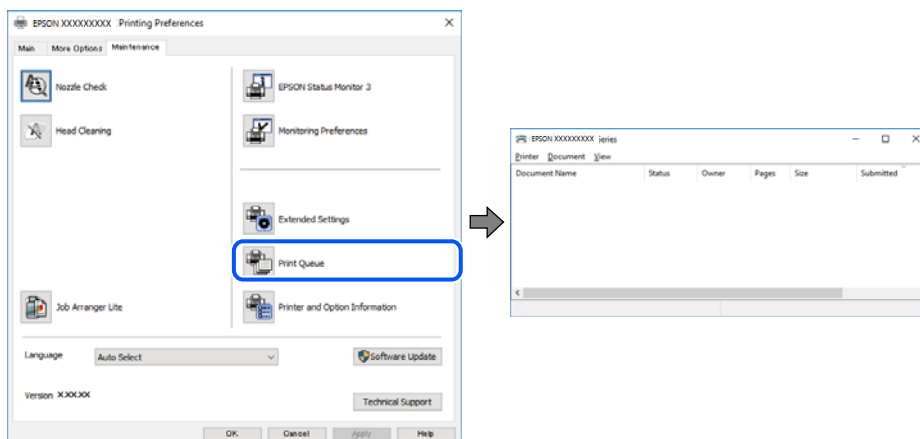 EPSON XXXXXXXXX Printing Preferences
Main More Options Maintenance
Nozzle Check
Head Cleaning
Job Arranger Lite
EPSON Status Monitor 3
Monitoring Preferences
Extended Settings
Print Queue
Printer and Option Information
Language Auto Select Software Update
Version X.XX.XX
Technical Support
OK Cancel Apply Help
EPSON XXXXXXXXX ieries
Printer Document View
Document Name Status Owner Pages Size Submitted